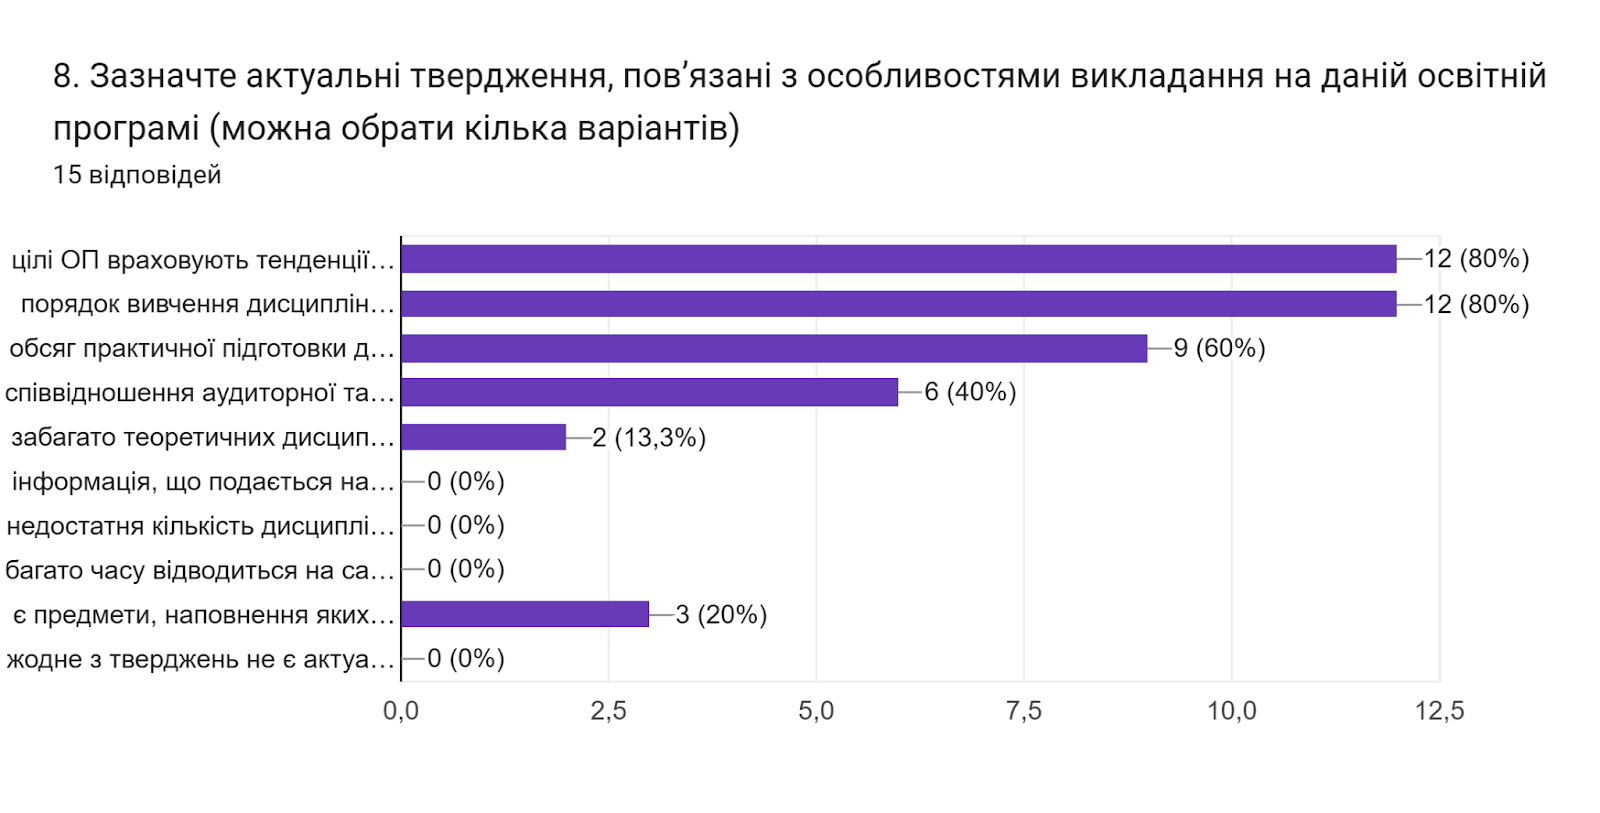 8. Зазначте актуальні твердження, пов’язані з особливостями викладання на даній освітній
програмі (можна обрати кілька варіантів)
15 відповідей
цілі ОП враховують тенденції… 12 (80%)
порядок вивчення дисциплін… 12 (80%)
обсяг практичної підготовки д… 9 (60%)
співвідношення аудиторної та… 6 (40%)
забагато теоретичних дисцип… 2 (13,3%)
інформація, що подається на… 0 (0%)
недостатня кількість дисциплі… 0 (0%)
багато часу відводиться на са… 0 (0%)
є предмети, наповнення яких… 3 (20%)
жодне з тверджень не є актуа… 0 (0%)
0,0 2,5 5,0 7,5 10,0 12,5